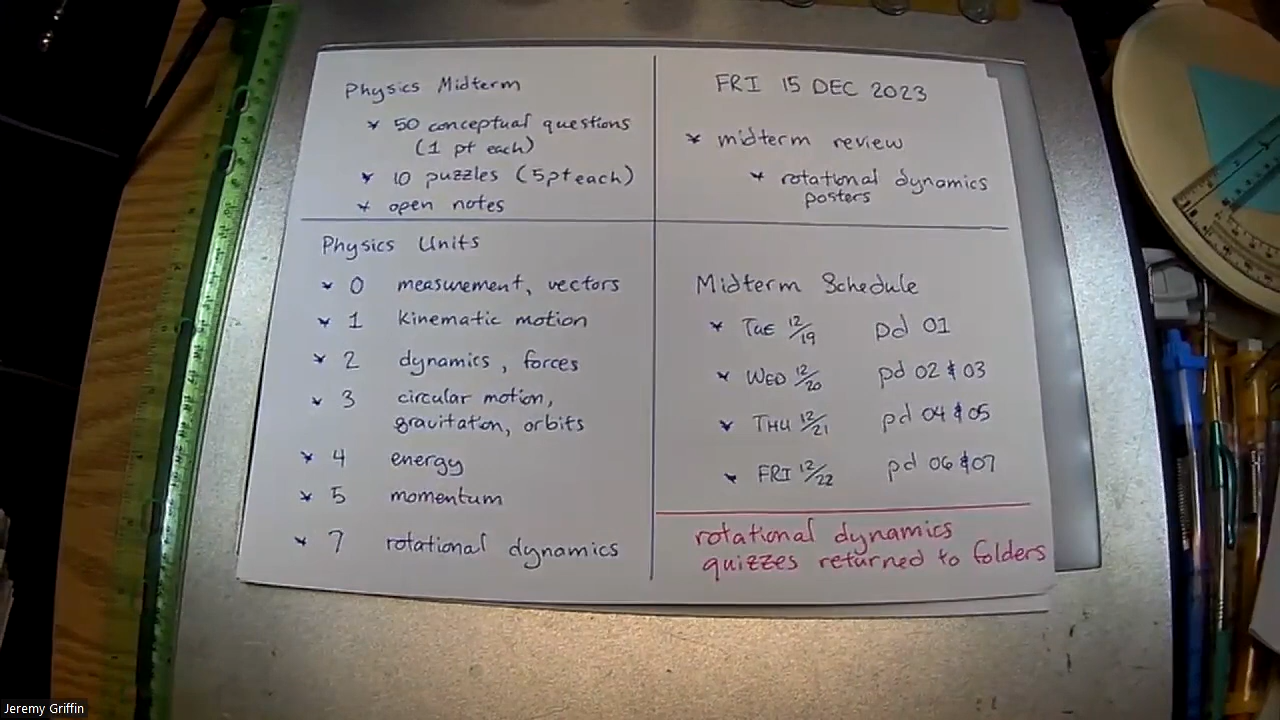 Physics Midterm
* 50 conceptual questions
(1 pt each)
* 10 puzzles (5pt each)
* open notes
FRI 15 DEC 2023
* midterm review
* rotational dynamics
posters
Physics Units
* 0 measurement, vectors
* 1 kinematic motion
* 2 dynamics, forces
* 3 circular motion,
gravitation, orbits
* 4 energy
* 5 momentum
* 7 rotational dynamics
Midterm Schedule
* TUE 12/19 pd 01
* WED 12/20 pd 02 & 03
* THU 12/21 pd 04 & 05
* FRI 12/22 pd 06 & 07
rotational dynamics
quizzes returned to folders
Jeremy Griffin